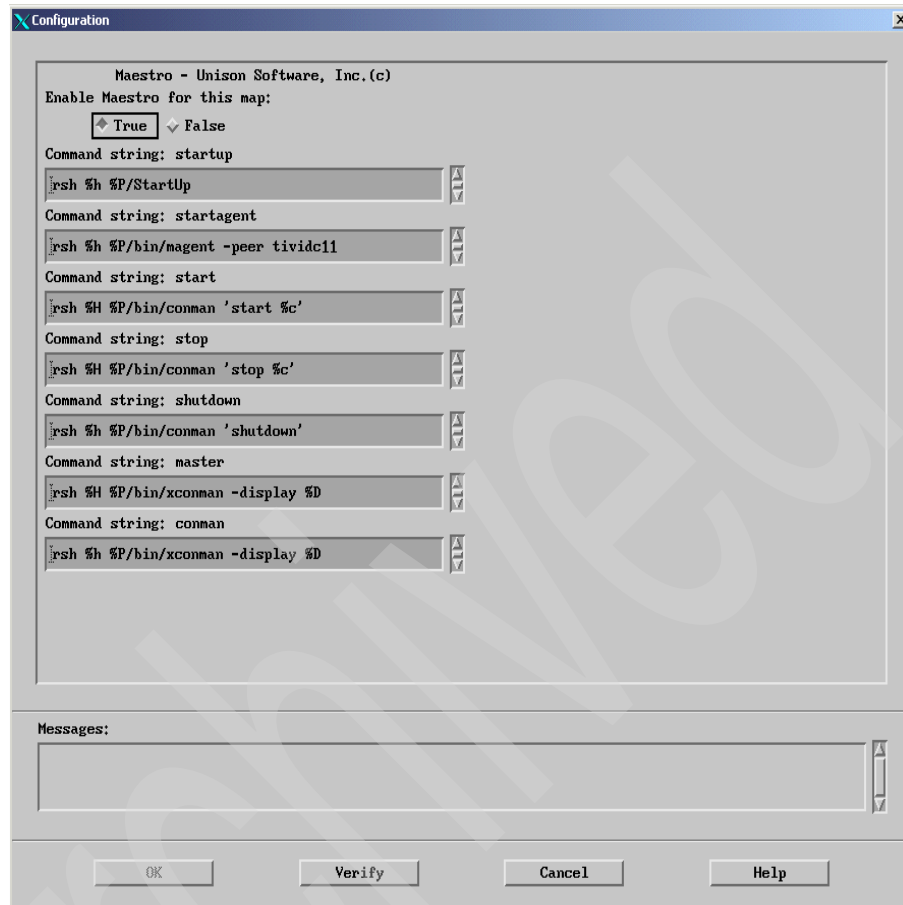 Configuration
Maestro - Unison Software, Inc.(c)
Enable Maestro for this map:
True False
Command string: startup
rsh %h %P/StartUp
Command string: startagent
rsh %h %P/bin/magent -peer tividc11
Command string: start
rsh %H %P/bin/conman 'start %c'
Command string: stop
rsh %H %P/bin/conman 'stop %c'
Command string: shutdown
rsh %h %P/bin/conman 'shutdown'
Command string: master
rsh %H %P/bin/xconman -display %D
Command string: conman
rsh %h %P/bin/xconman -display %D
Messages:
OK Verify Cancel Help
rchived